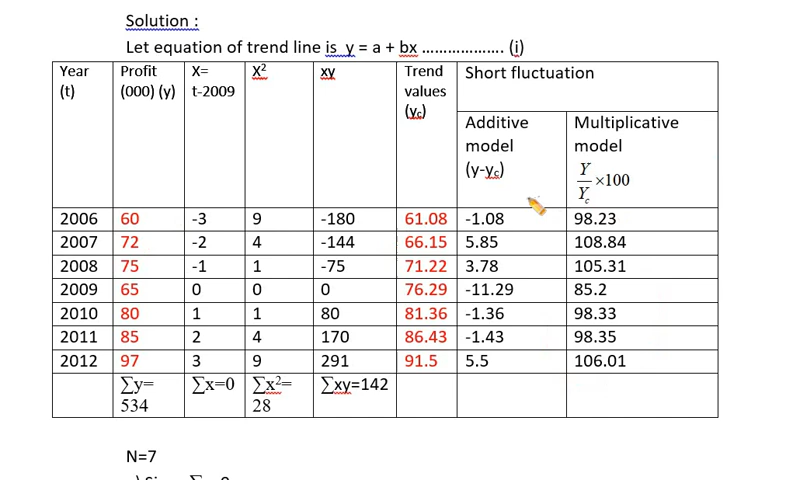 Solution :
Let equation of trend line is y = a + bx ................... (i)
Year (t) Profit (000) (y) X= t-2009 X² xy Trend values (yc) Short fluctuation
Additive model (y-yc) Multiplicative model Y/Yc ×100
2006 60 -3 9 -180 61.08 -1.08 98.23
2007 72 -2 4 -144 66.15 5.85 108.84
2008 75 -1 1 -75 71.22 3.78 105.31
2009 65 0 0 0 76.29 -11.29 85.2
2010 80 1 1 80 81.36 -1.36 98.33
2011 85 2 4 170 86.43 -1.43 98.35
2012 97 3 9 291 91.5 5.5 106.01
∑y= 534 ∑x=0 ∑x²= 28 ∑xy=142
N=7